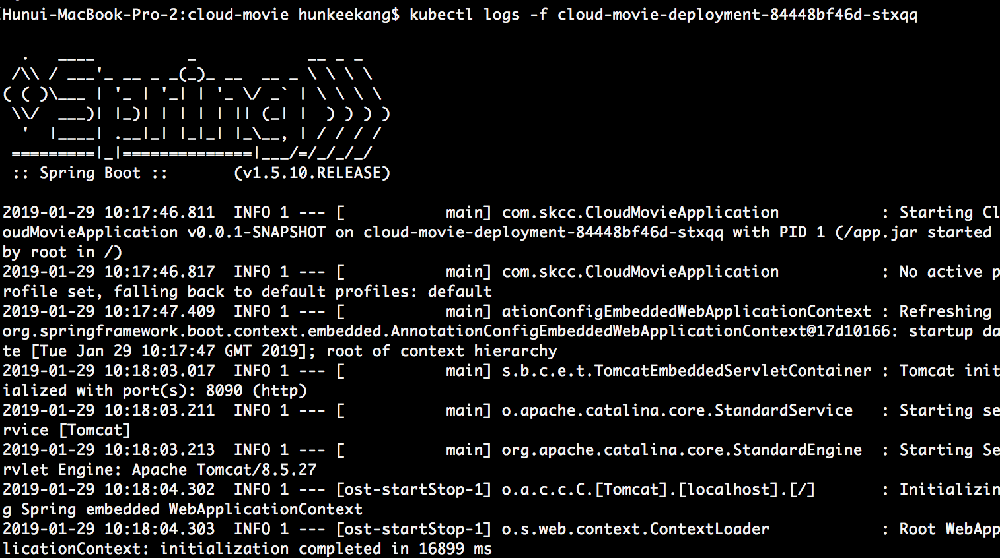 Hunui-MacBook-Pro-2:cloud-movie hunkeekang$ kubectl logs -f cloud-movie-deployment-84448bf46d-stxqq

  .   ____          _            __ _ _
 /\\ / ___'_ __ _ _(_)_ __  __ _ \ \ \ \
( ( )\___ | '_ | '_| | '_ \/ _` | \ \ \ \
 \\/  ___)| |_)| | | | | || (_| |  ) ) ) )
  '  |____| .__|_| |_|_| |_\__, | / / / /
 =========|_|==============|___/=/_/_/_/
 :: Spring Boot ::       (v1.5.10.RELEASE)

2019-01-29 10:17:46.811  INFO 1 --- [           main] com.skcc.CloudMovieApplication           : Starting Cl
oudMovieApplication v0.0.1-SNAPSHOT on cloud-movie-deployment-84448bf46d-stxqq with PID 1 (/app.jar started
by root in /)
2019-01-29 10:17:46.817  INFO 1 --- [           main] com.skcc.CloudMovieApplication           : No active p
rofile set, falling back to default profiles: default
2019-01-29 10:17:47.409  INFO 1 --- [           main] ationConfigEmbeddedWebApplicationContext : Refreshing
org.springframework.boot.context.embedded.AnnotationConfigEmbeddedWebApplicationContext@17d10166: startup da
te [Tue Jan 29 10:17:47 GMT 2019]; root of context hierarchy
2019-01-29 10:18:03.017  INFO 1 --- [           main] s.b.c.e.t.TomcatEmbeddedServletContainer : Tomcat init
ialized with port(s): 8090 (http)
2019-01-29 10:18:03.211  INFO 1 --- [           main] o.apache.catalina.core.StandardService   : Starting se
rvice [Tomcat]
2019-01-29 10:18:03.213  INFO 1 --- [           main] org.apache.catalina.core.StandardEngine  : Starting Se
rvlet Engine: Apache Tomcat/8.5.27
2019-01-29 10:18:04.302  INFO 1 --- [ost-startStop-1] o.a.c.c.C.[Tomcat].[localhost].[/]       : Initializin
g Spring embedded WebApplicationContext
2019-01-29 10:18:04.303  INFO 1 --- [ost-startStop-1] o.s.web.context.ContextLoader            : Root WebApp
licationContext: initialization completed in 16899 ms